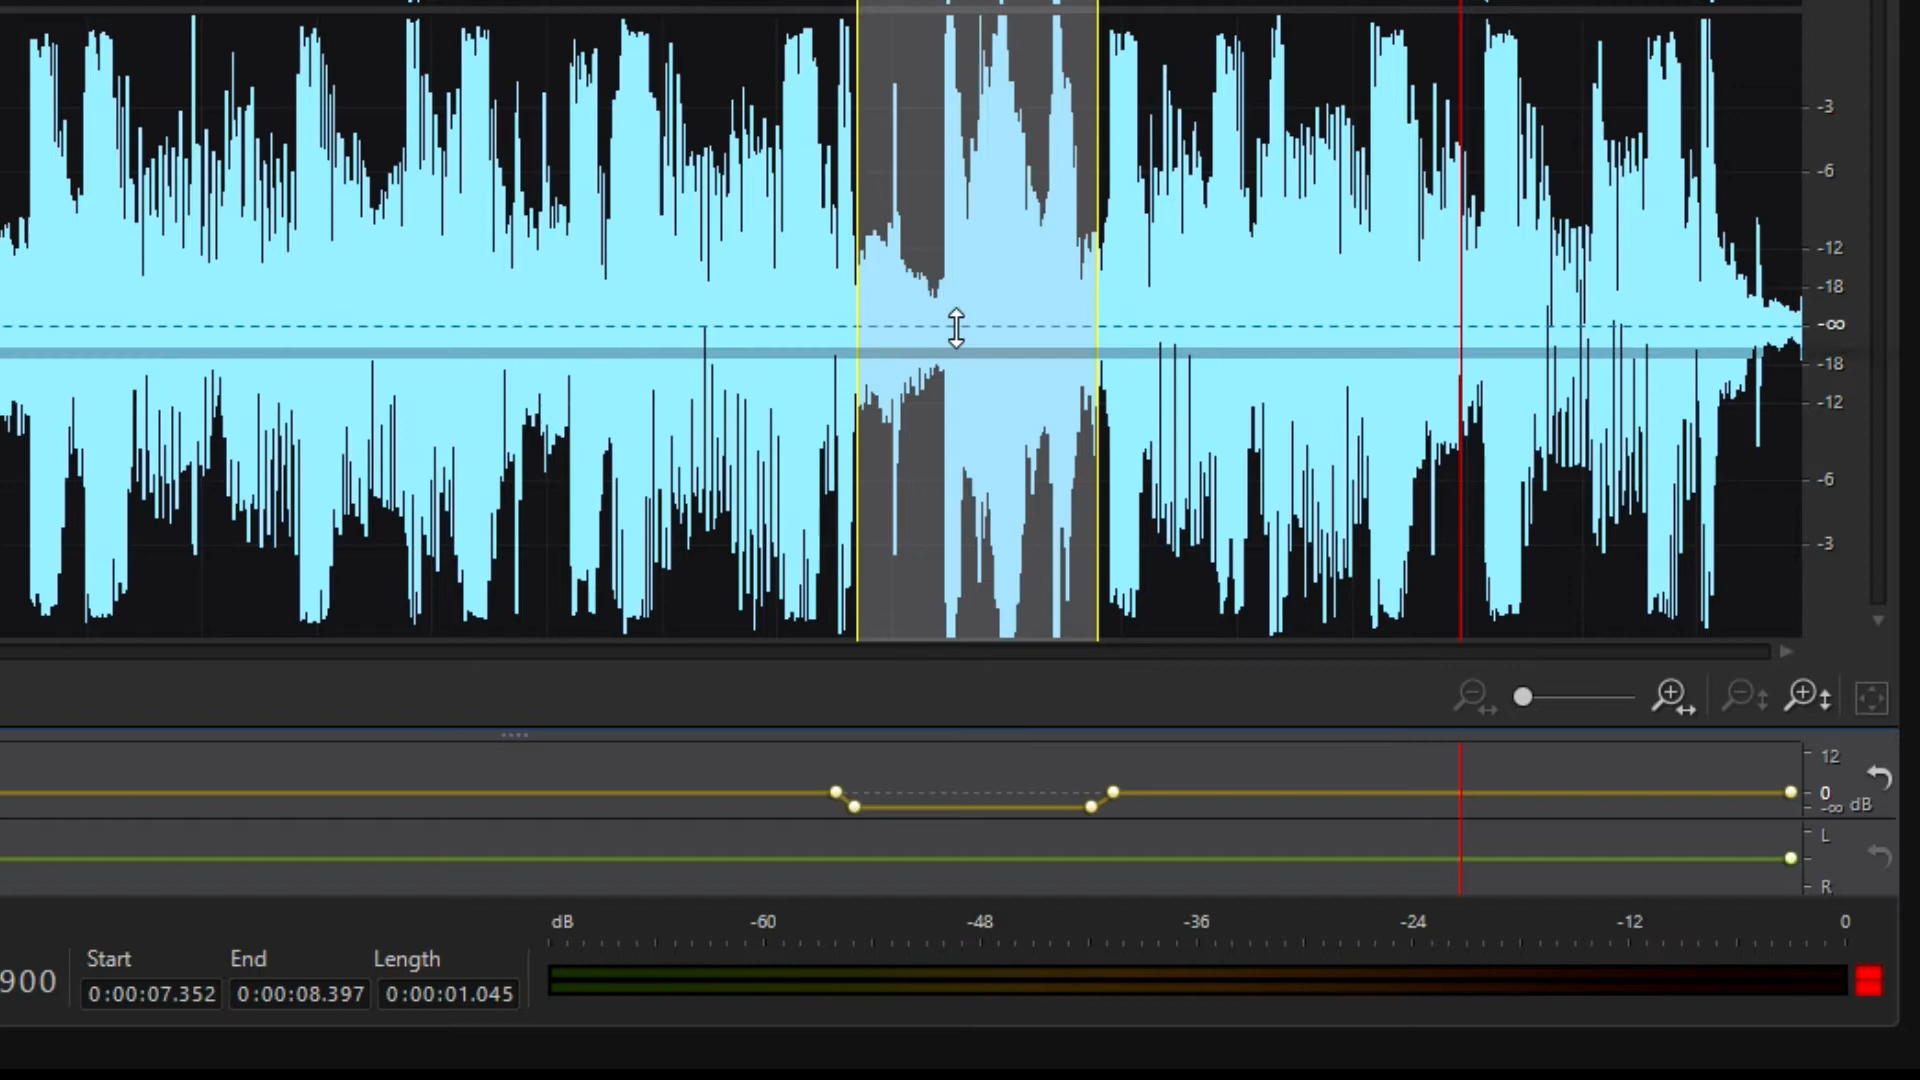 -3
-6
-12
-18
-∞
-18
-12
-6
-3
12
0
-∞ dB
L
R
dB -60 -48 -36 -24 -12 0
Start End Length
900 0:00:07.352 0:00:08.397 0:00:01.045